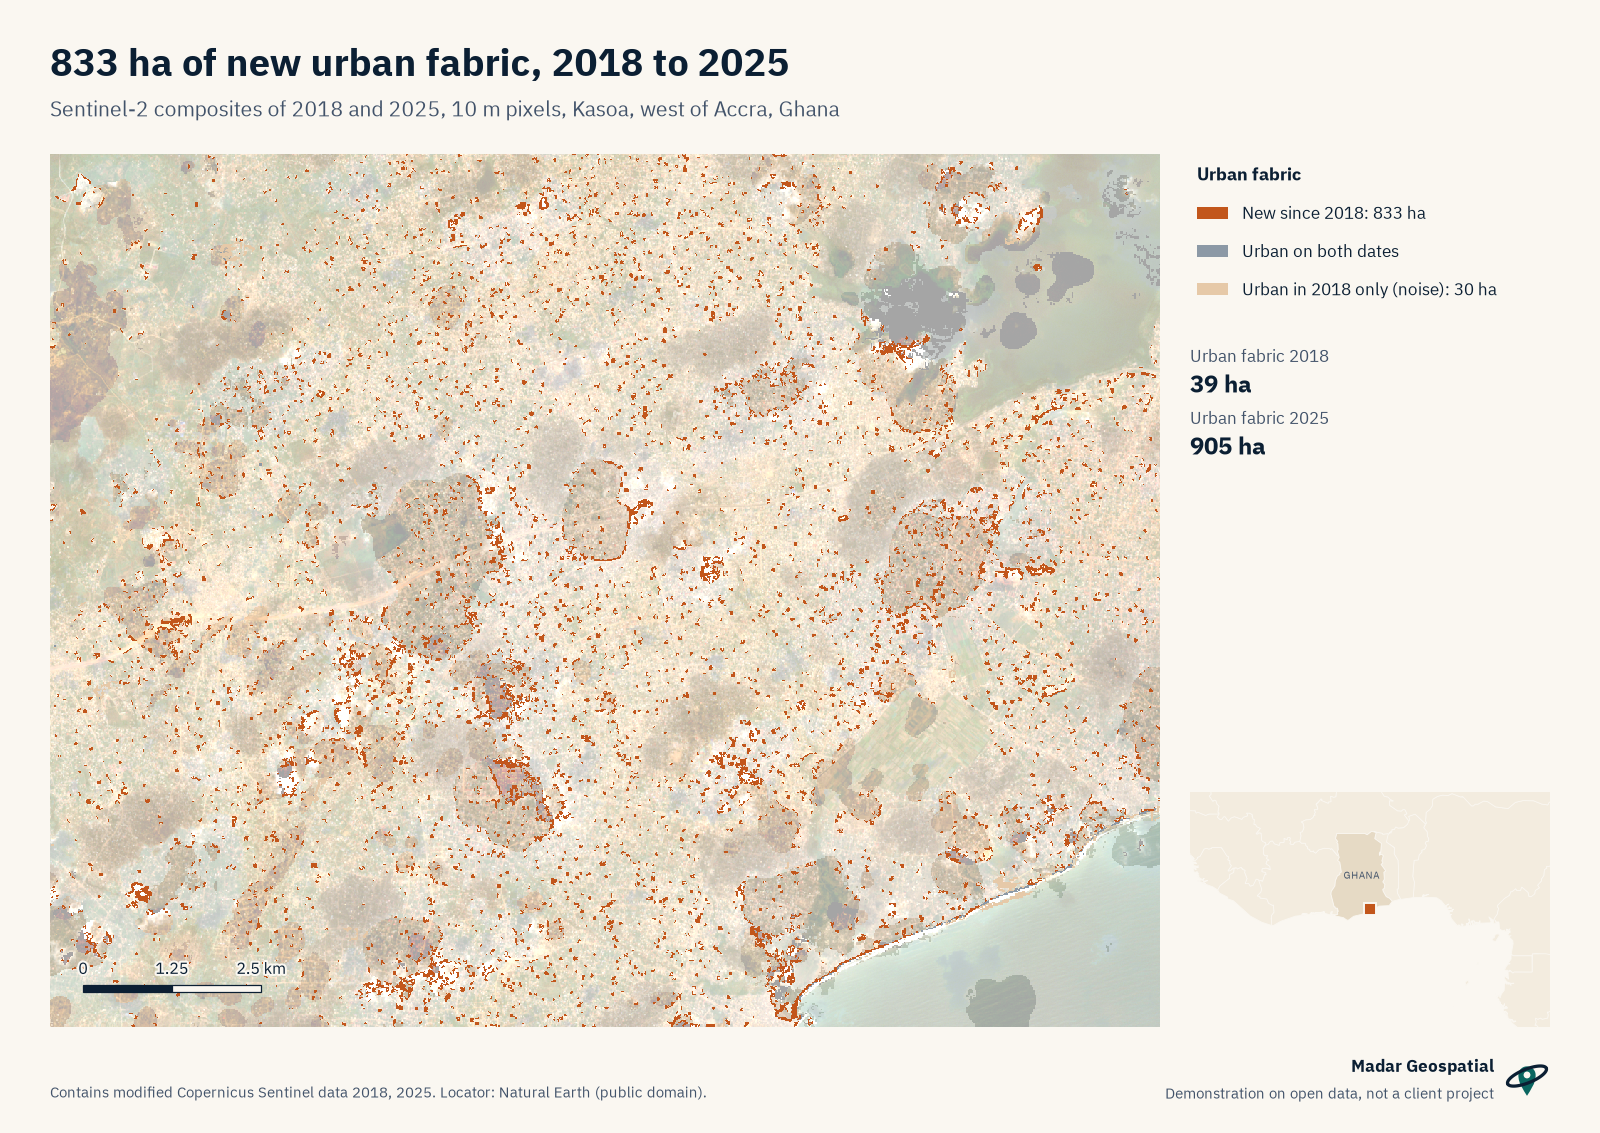 833 ha of new urban fabric, 2018 to 2025
Sentinel-2 composites of 2018 and 2025, 10 m pixels, Kasoa, west of Accra, Ghana
Urban fabric
New since 2018: 833 ha
Urban on both dates
Urban in 2018 only (noise): 30 ha
Urban fabric 2018
39 ha
Urban fabric 2025
905 ha
GHANA
0 1.25 2.5 km
Madar Geospatial
Demonstration on open data, not a client project
Contains modified Copernicus Sentinel data 2018, 2025. Locator: Natural Earth (public domain).